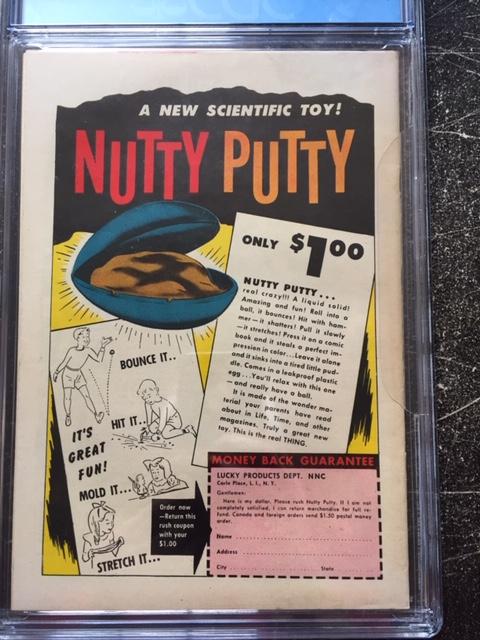 A NEW SCIENTIFIC TOY!
NUTTY PUTTY
ONLY $1.00
NUTTY PUTTY...
real crazy!!! A liquid solid!
Amazing and fun! Roll into a
ball, it bounces! Hit with ham-
mer—it shatters! Pull it slowly
—it stretches! Press it on a comic
book and it steals a perfect im-
pression in color...Leave it alone
and it sinks into a tired little pud-
dle. Comes in a leakproof plastic
egg...You'll relax with this one
—and really have a ball.
It is made of the wonder ma-
terial your parents have read
about in Life, Time, and other
magazines. Truly a great new
toy. This is the real THING.
BOUNCE IT..
HIT IT..
IT'S
GREAT
FUN!
MOLD IT...
STRETCH IT...
Order now
—Return this
rush coupon
with your
$1.00
MONEY BACK GUARANTEE
LUCKY PRODUCTS DEPT. NNC
Carle Place, L. I., N. Y.
Gentlemen:
Here is my dollar. Please rush Nutty Putty. If I am not
completely satisfied, I can return merchandise for full re-
fund. Canada and foreign orders send $1.50 postal money
order.
Name
Address
City State